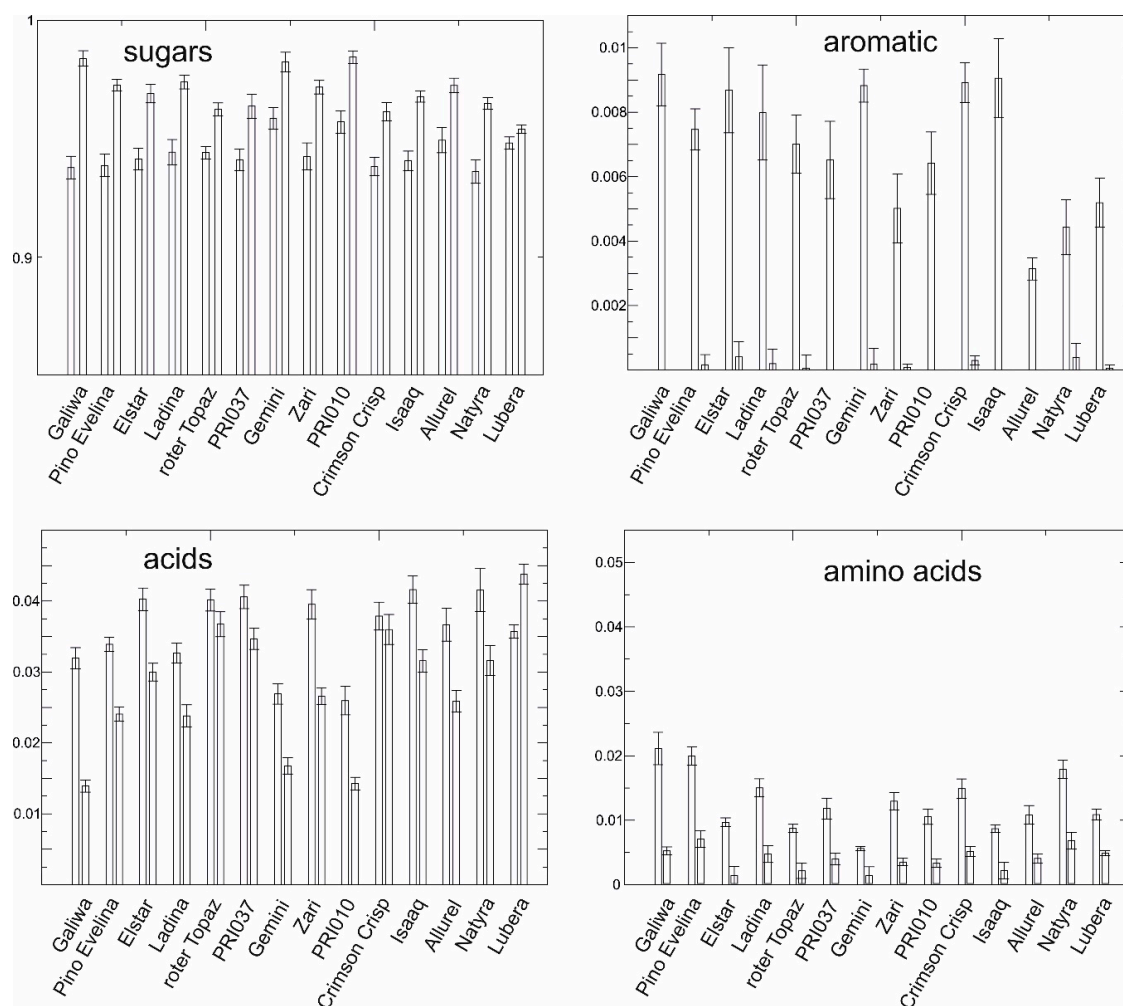 sugars
1
0.9
Galiwa
Pino Evelina
Elstar
Ladina
roter Topaz
PRI037
Gemini
Zari
PRI010
Crimson Crisp
Isaaq
Allurel
Natyra
Lubera
aromatic
0.01
0.008
0.006
0.004
0.002
Galiwa
Pino Evelina
Elstar
Ladina
roter Topaz
PRI037
Gemini
Zari
PRI010
Crimson Crisp
Isaaq
Allurel
Natyra
Lubera
acids
0.04
0.03
0.02
0.01
Galiwa
Pino Evelina
Elstar
Ladina
roter Topaz
PRI037
Gemini
Zari
PRI010
Crimson Crisp
Isaaq
Allurel
Natyra
Lubera
amino acids
0.05
0.04
0.03
0.02
0.01
0
Galiwa
Pino Evelina
Elstar
Ladina
roter Topaz
PRI037
Gemini
Zari
PRI010
Crimson Crisp
Isaaq
Allurel
Natyra
Lubera